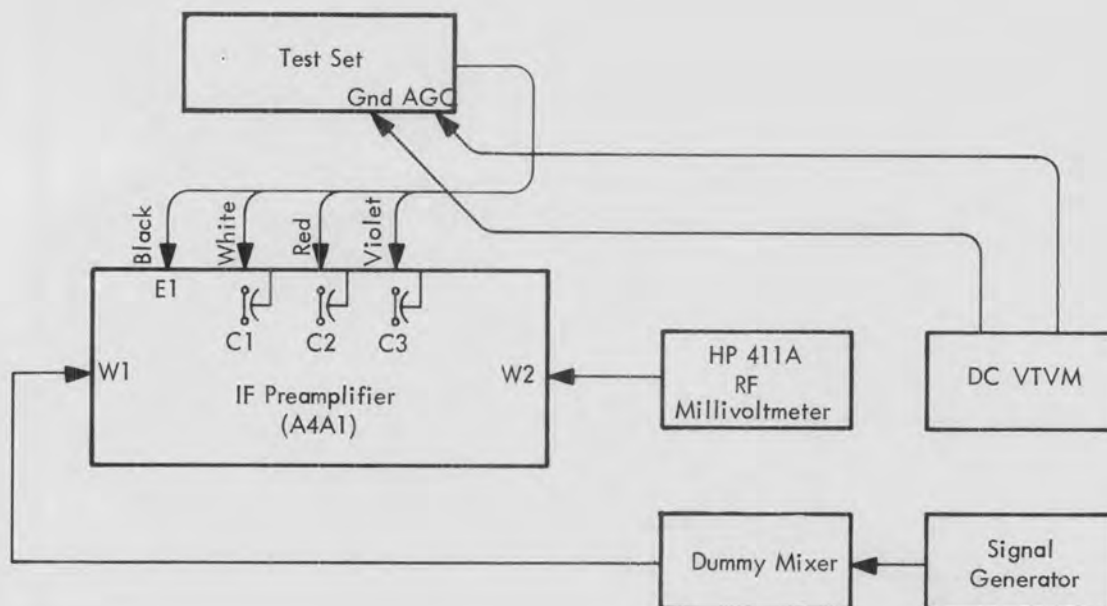 Test Set
Gnd AGC
Black
White
Red
Violet
E1
C1
C2
C3
W1
W2
IF Preamplifier
(A4A1)
HP 411A
RF
Millivoltmeter
DC VTVM
Dummy Mixer
Signal
Generator